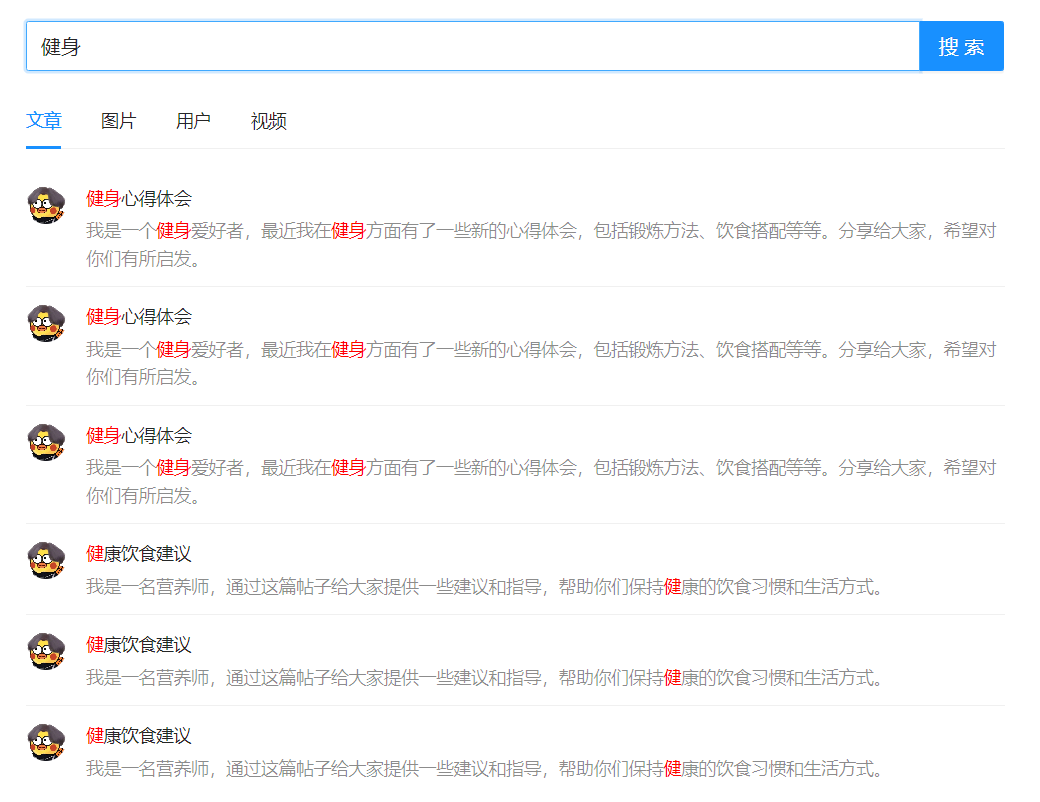 健身
搜 索
文章 图片 用户 视频
健身心得体会
我是一个健身爱好者，最近我在健身方面有了一些新的心得体会，包括锻炼方法、饮食搭配等等。分享给大家，希望对
你们有所启发。
健身心得体会
我是一个健身爱好者，最近我在健身方面有了一些新的心得体会，包括锻炼方法、饮食搭配等等。分享给大家，希望对
你们有所启发。
健身心得体会
我是一个健身爱好者，最近我在健身方面有了一些新的心得体会，包括锻炼方法、饮食搭配等等。分享给大家，希望对
你们有所启发。
健康饮食建议
我是一名营养师，通过这篇帖子给大家提供一些建议和指导，帮助你们保持健康的饮食习惯和生活方式。
健康饮食建议
我是一名营养师，通过这篇帖子给大家提供一些建议和指导，帮助你们保持健康的饮食习惯和生活方式。
健康饮食建议
我是一名营养师，通过这篇帖子给大家提供一些建议和指导，帮助你们保持健康的饮食习惯和生活方式。